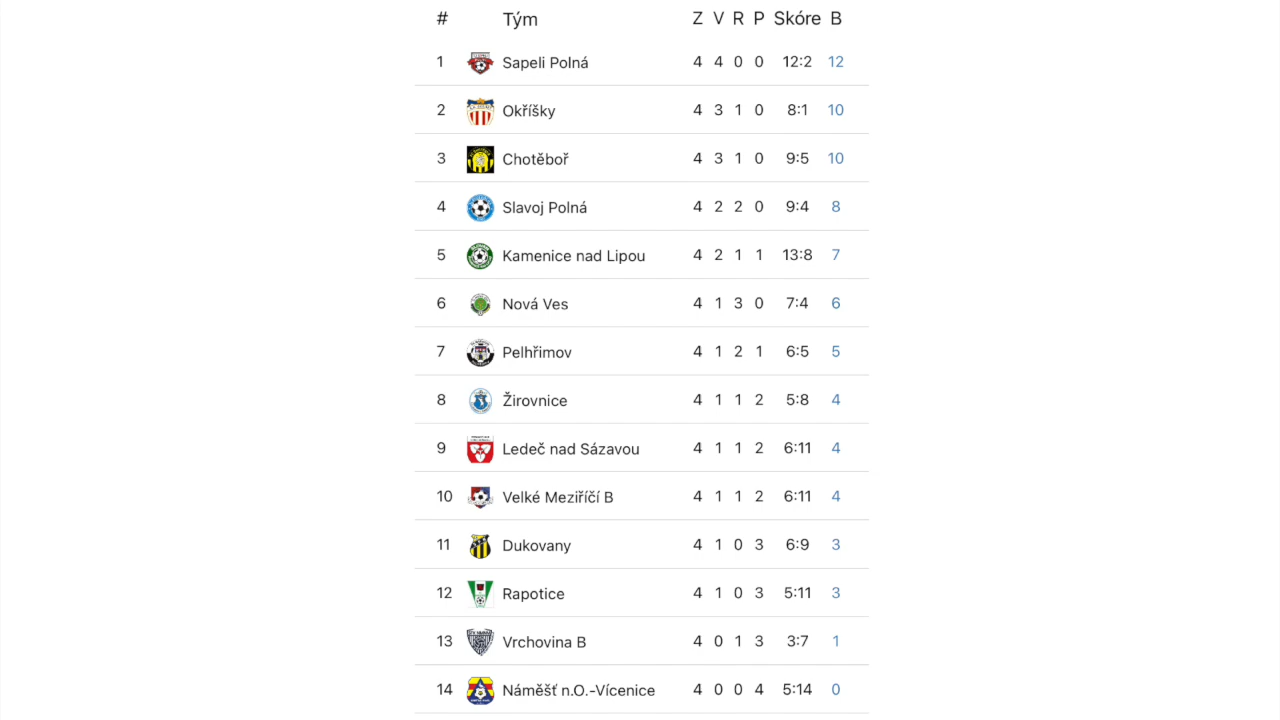 # Tým Z V R P Skóre B
1 Sapeli Polná 4 4 0 0 12:2 12
2 Okříšky 4 3 1 0 8:1 10
3 Chotěboř 4 3 1 0 9:5 10
4 Slavoj Polná 4 2 2 0 9:4 8
5 Kamenice nad Lipou 4 2 1 1 13:8 7
6 Nová Ves 4 1 3 0 7:4 6
7 Pelhřimov 4 1 2 1 6:5 5
8 Žirovnice 4 1 1 2 5:8 4
9 Ledeč nad Sázavou 4 1 1 2 6:11 4
10 Velké Meziříčí B 4 1 1 2 6:11 4
11 Dukovany 4 1 0 3 6:9 3
12 Rapotice 4 1 0 3 5:11 3
13 Vrchovina B 4 0 1 3 3:7 1
14 Náměšť n.O.-Vícenice 4 0 0 4 5:14 0